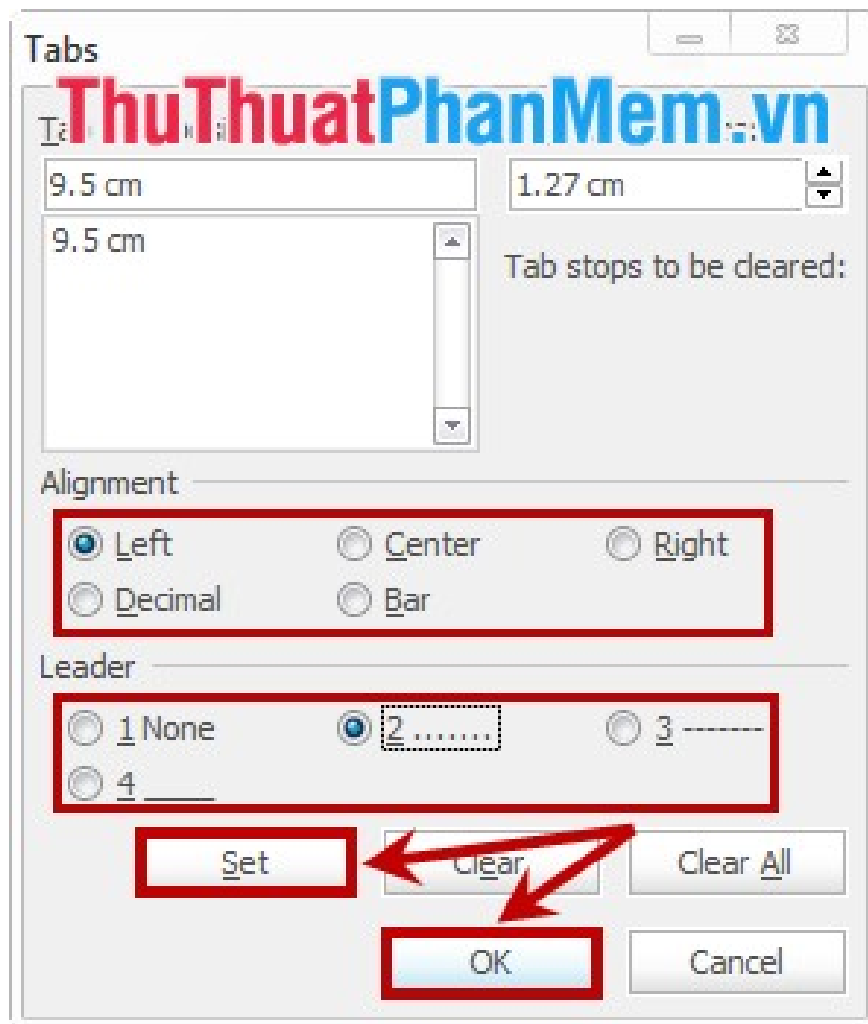 Tabs
ThuThuatPhanMem.vn
9.5 cm
1.27 cm
9.5 cm
Tab stops to be cleared:
Alignment
Left
Center
Right
Decimal
Bar
Leader
1 None
2 .......
3 -------
4 ____
Set
Clear
Clear All
OK
Cancel